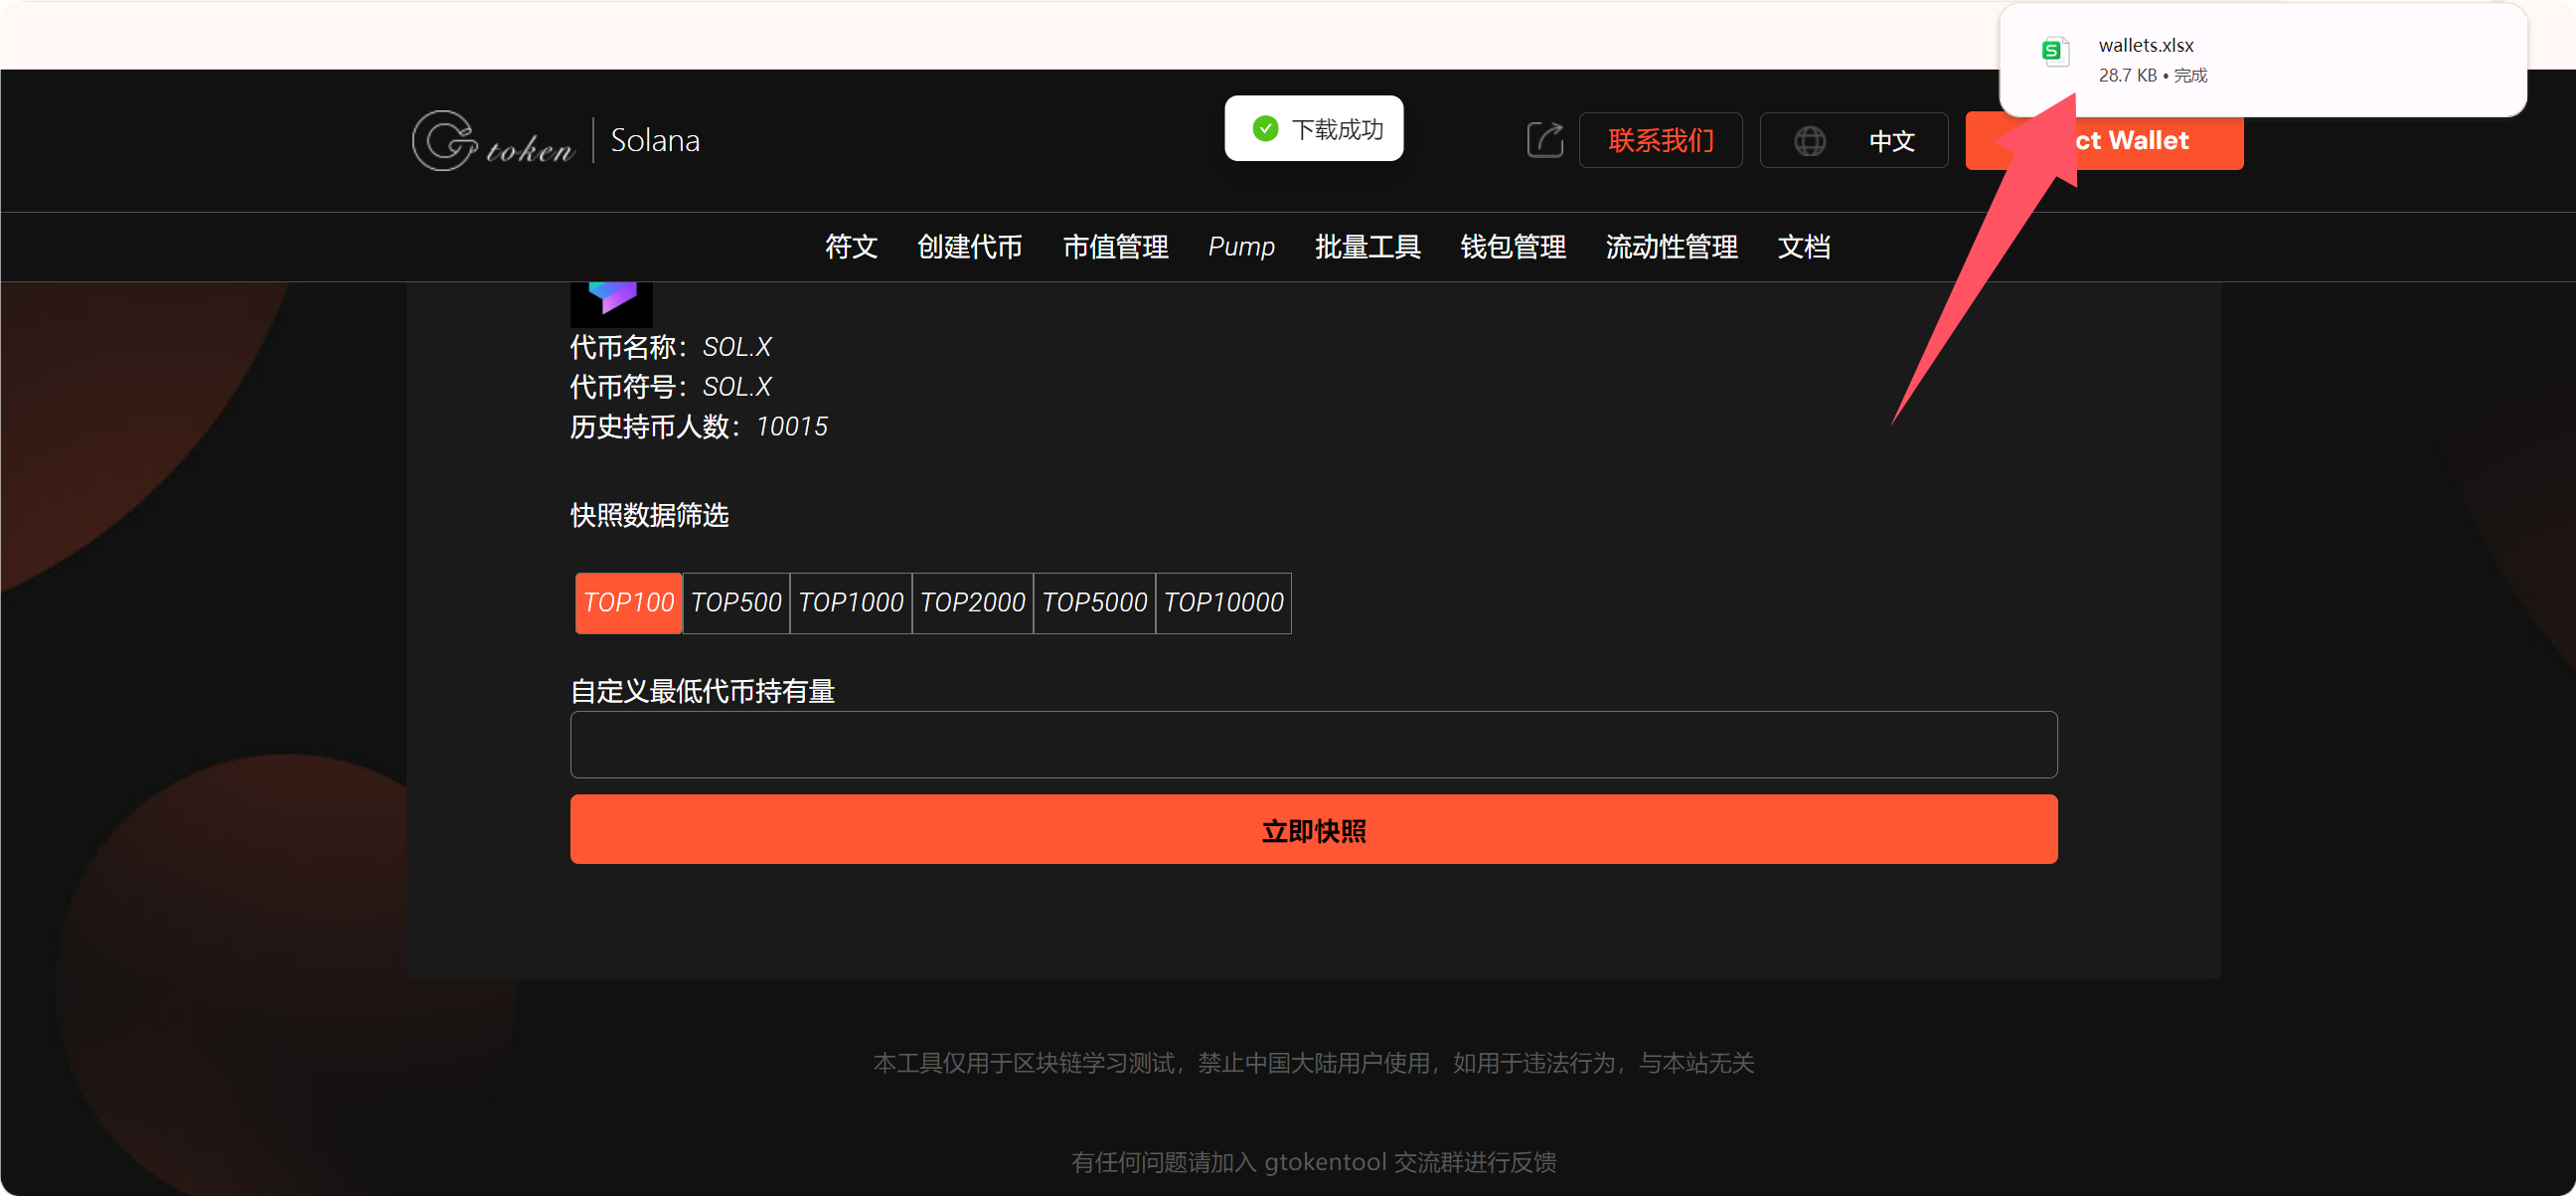 wallets.xlsx
28.7 KB • 完成
Gtoken
Solana
下载成功
联系我们
中文
ct Wallet
符文 创建代币 市值管理 Pump 批量工具 钱包管理 流动性管理 文档
代币名称：SOL.X
代币符号：SOL.X
历史持币人数：10015
快照数据筛选
TOP100 TOP500 TOP1000 TOP2000 TOP5000 TOP10000
自定义最低代币持有量
立即快照
本工具仅用于区块链学习测试，禁止中国大陆用户使用，如用于违法行为，与本站无关
有任何问题请加入 gtokentool 交流群进行反馈